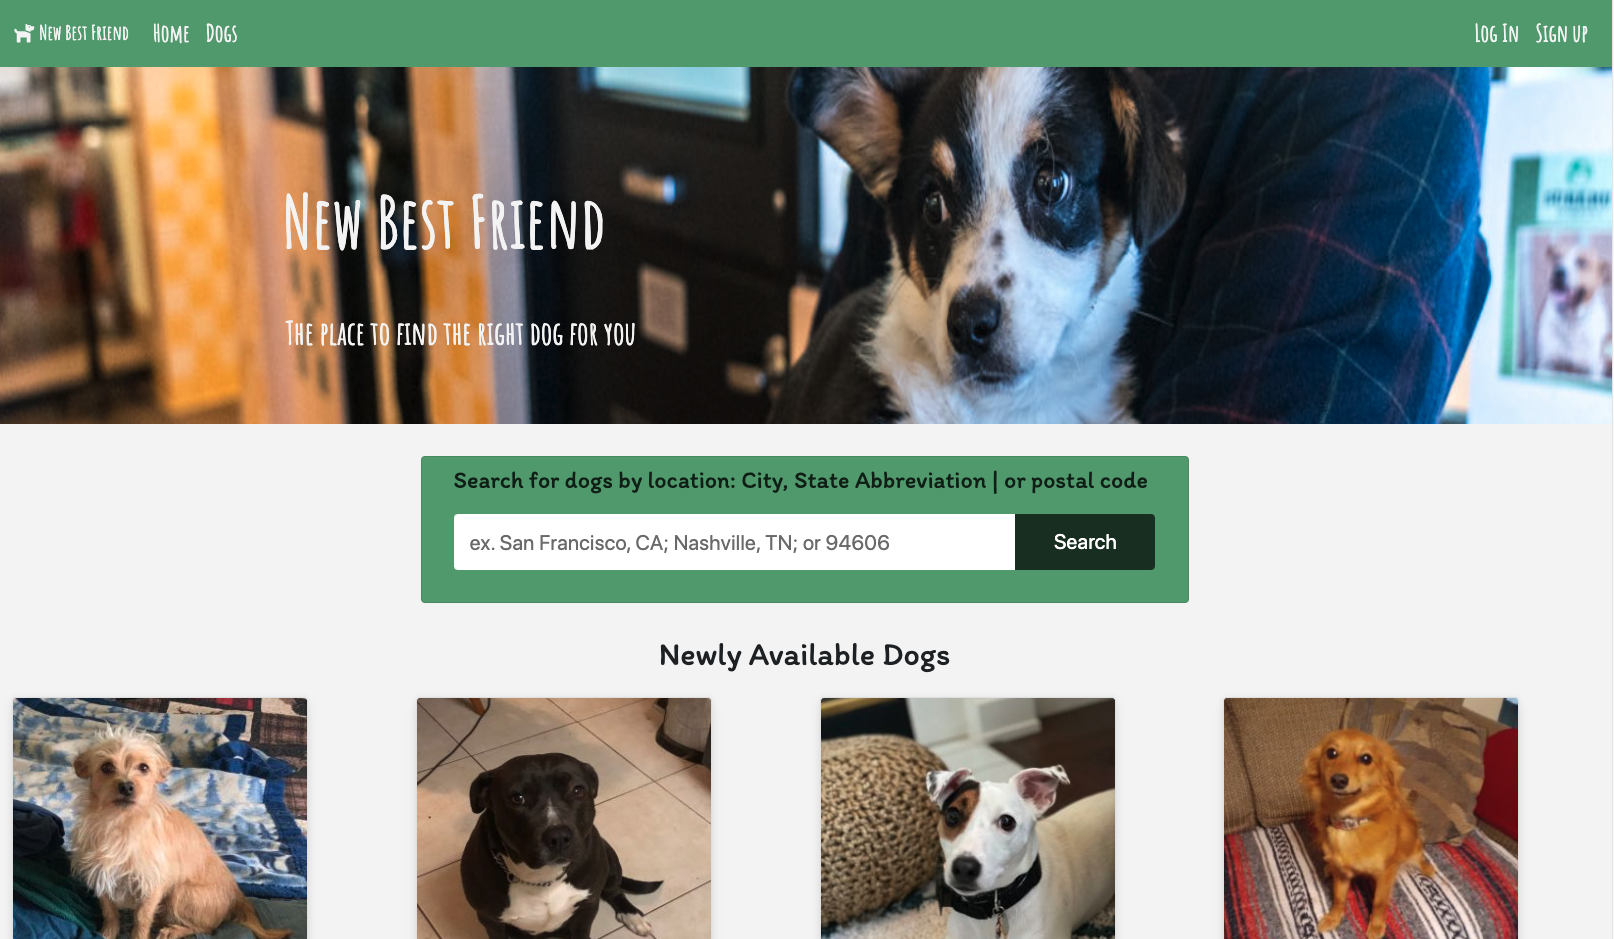 New Best Friend Home Dogs Log In Sign up
New Best Friend
The place to find the right dog for you
Search for dogs by location: City, State Abbreviation | or postal code
ex. San Francisco, CA; Nashville, TN; or 94606 Search
Newly Available Dogs